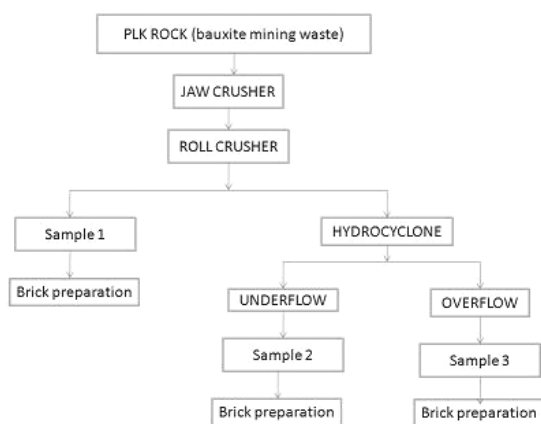 PLK ROCK (bauxite mining waste)
JAW CRUSHER
ROLL CRUSHER
Sample 1
HYDROCYCLONE
Brick preparation
UNDERFLOW
OVERFLOW
Sample 2
Sample 3
Brick preparation
Brick preparation